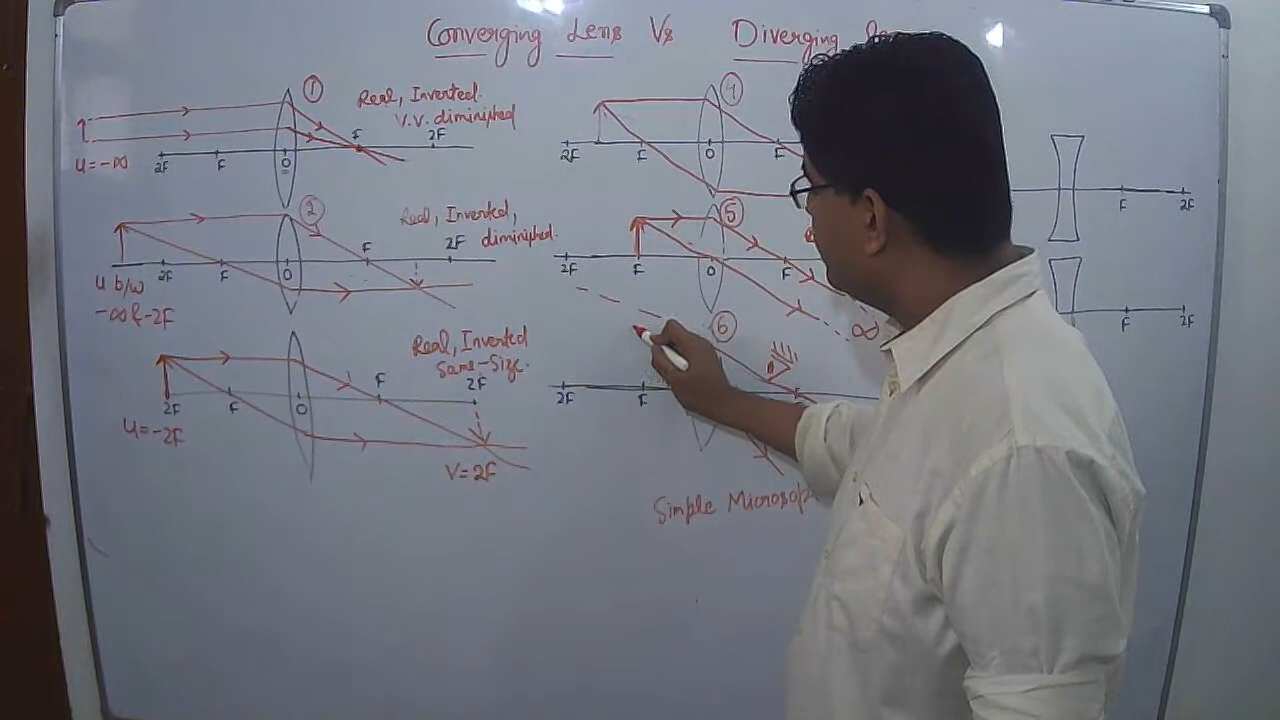 Converging Lens Vs Diverging
①
Real, Inverted.
V.V. diminished
u = -∞
2F F O F 2F
②
Real, Inverted,
diminished.
2F F O F 2F
u b/w
-∞ & -2F
Real, Inverted
Same-Size.
2F F O F 2F
u = -2F
V = 2F
4
2F F O F
⑤
2F F O F
∞
⑥
2F F F
Simple
F 2F
F 2F